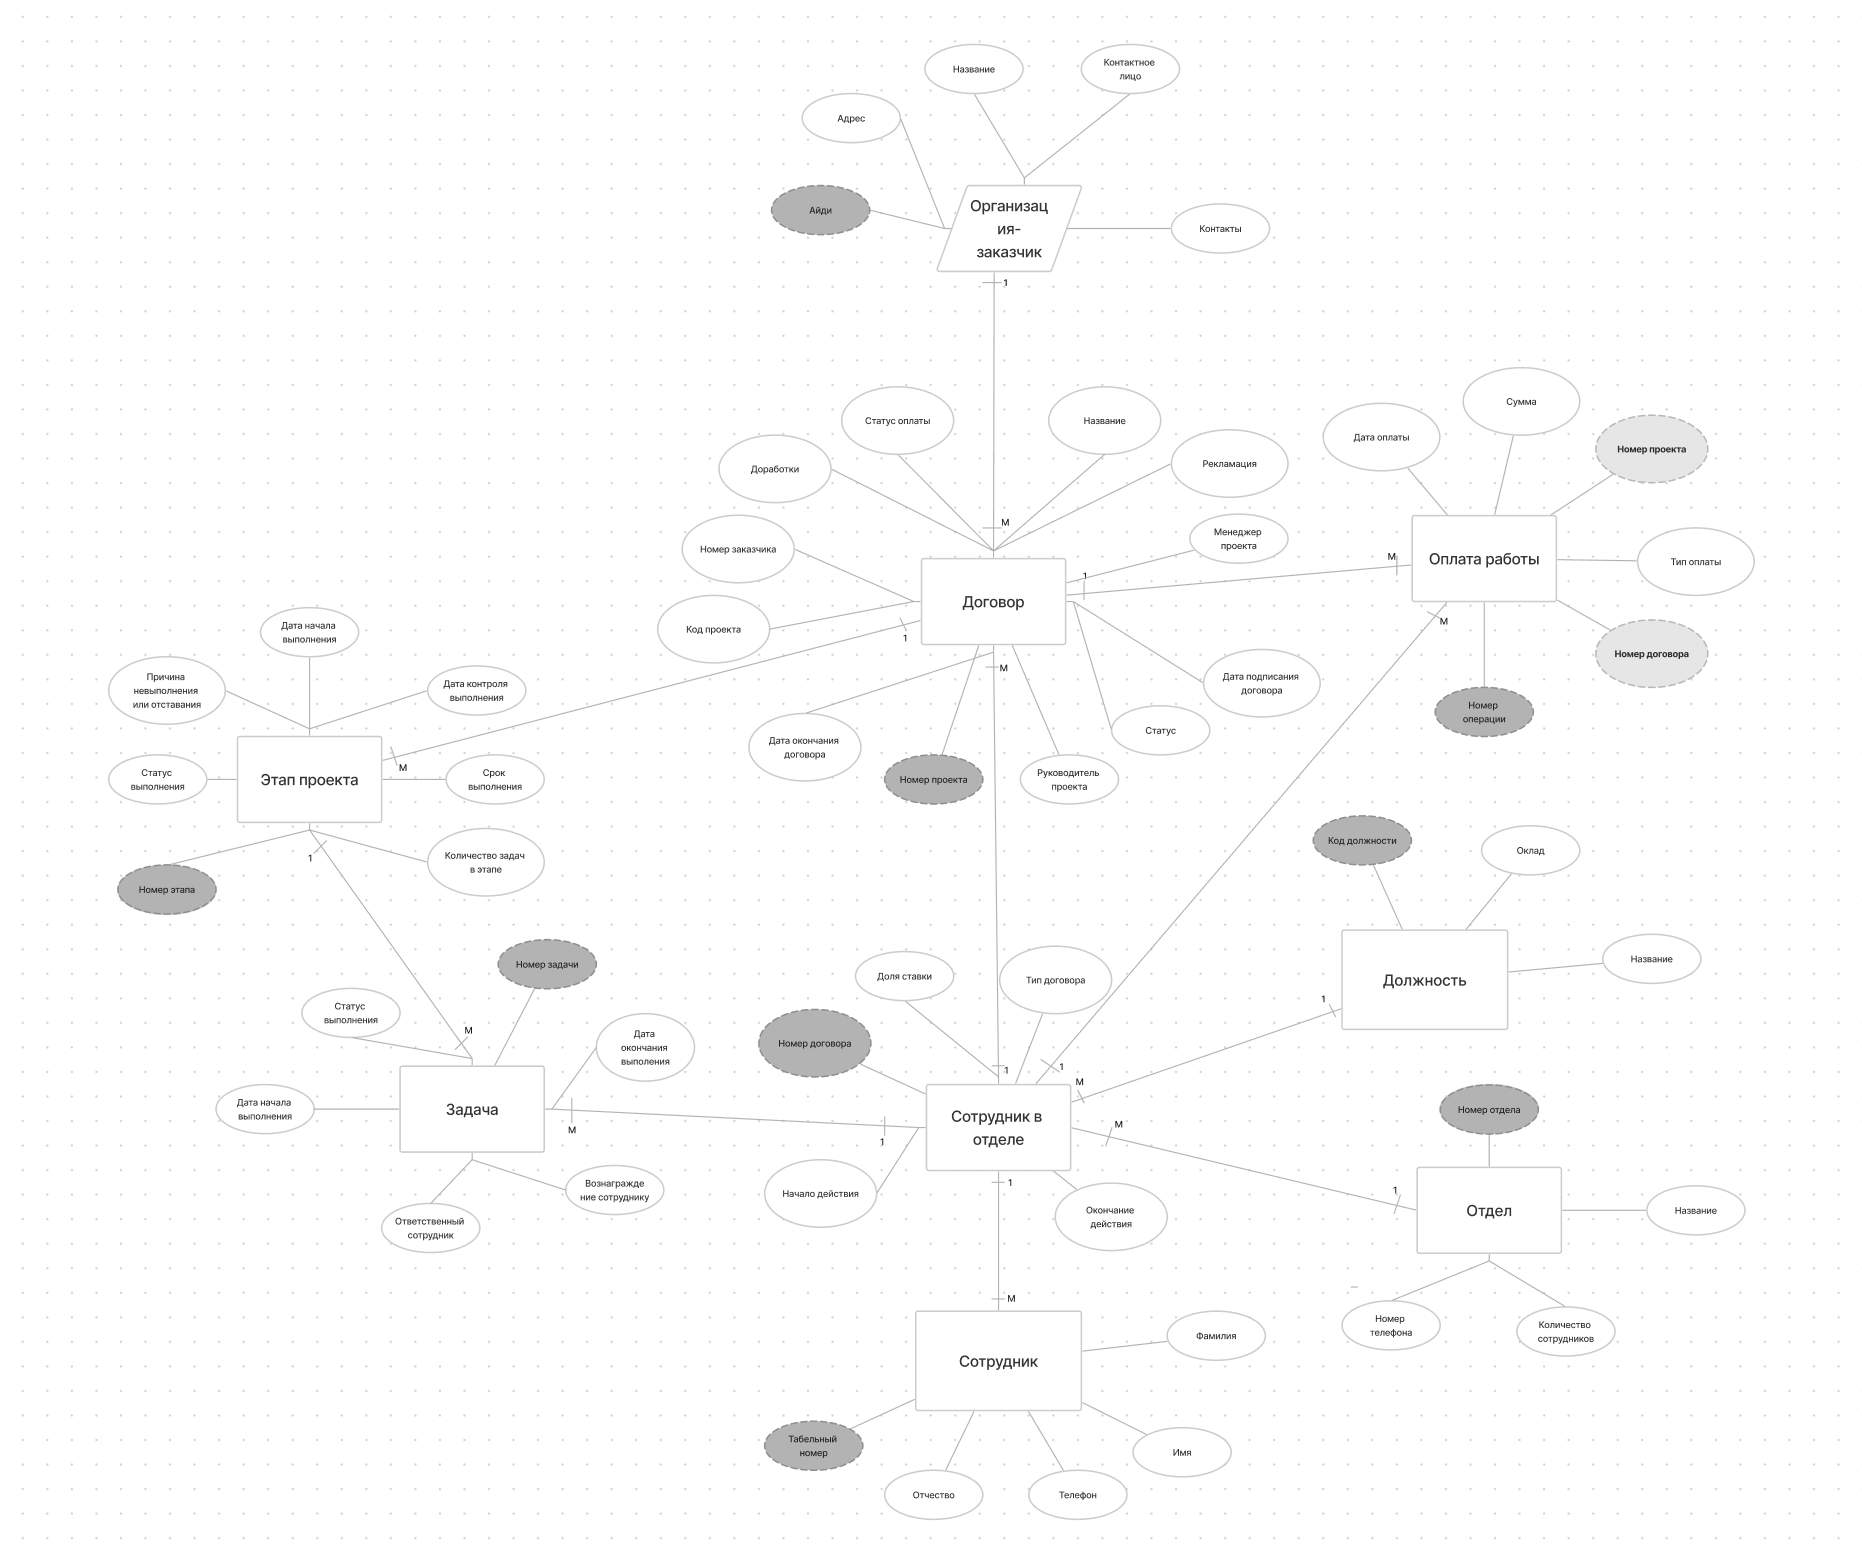 Название
Контактное
лицо
Адрес
Айди
Организац
ия-
заказчик
Контакты
1
Статус оплаты
Название
Доработки
Рекламация
Номер заказчика
M
Менеджер
проекта
Код проекта
Договор
1
1
M
Дата окончания
договора
Номер проекта
Руководитель
проекта
Статус
Дата подписания
договора
Сумма
Дата оплаты
Номер проекта
M
Оплата работы
Тип оплаты
M
Номер договора
Номер
операции
Дата начала
выполнения
Причина
невыполнения
или отставания
Дата контроля
выполнения
M
Статус
выполнения
Этап проекта
Срок
выполнения
1
Количество задач
в этапе
Номер этапа
Номер задачи
Статус
выполнения
M
Дата
окончания
выполения
Дата начала
выполнения
Задача
M
Вознагражде
ние сотруднику
Ответственный
сотрудник
Доля ставки
Тип договора
Номер договора
1
1
M
Сотрудник в
отделе
M
1
Начало действия
1
Окончание
действия
Код должности
Оклад
Название
Должность
1
Номер отдела
1
Отдел
Название
Номер
телефона
Количество
сотрудников
M
Сотрудник
Фамилия
Табельный
номер
Имя
Отчество
Телефон